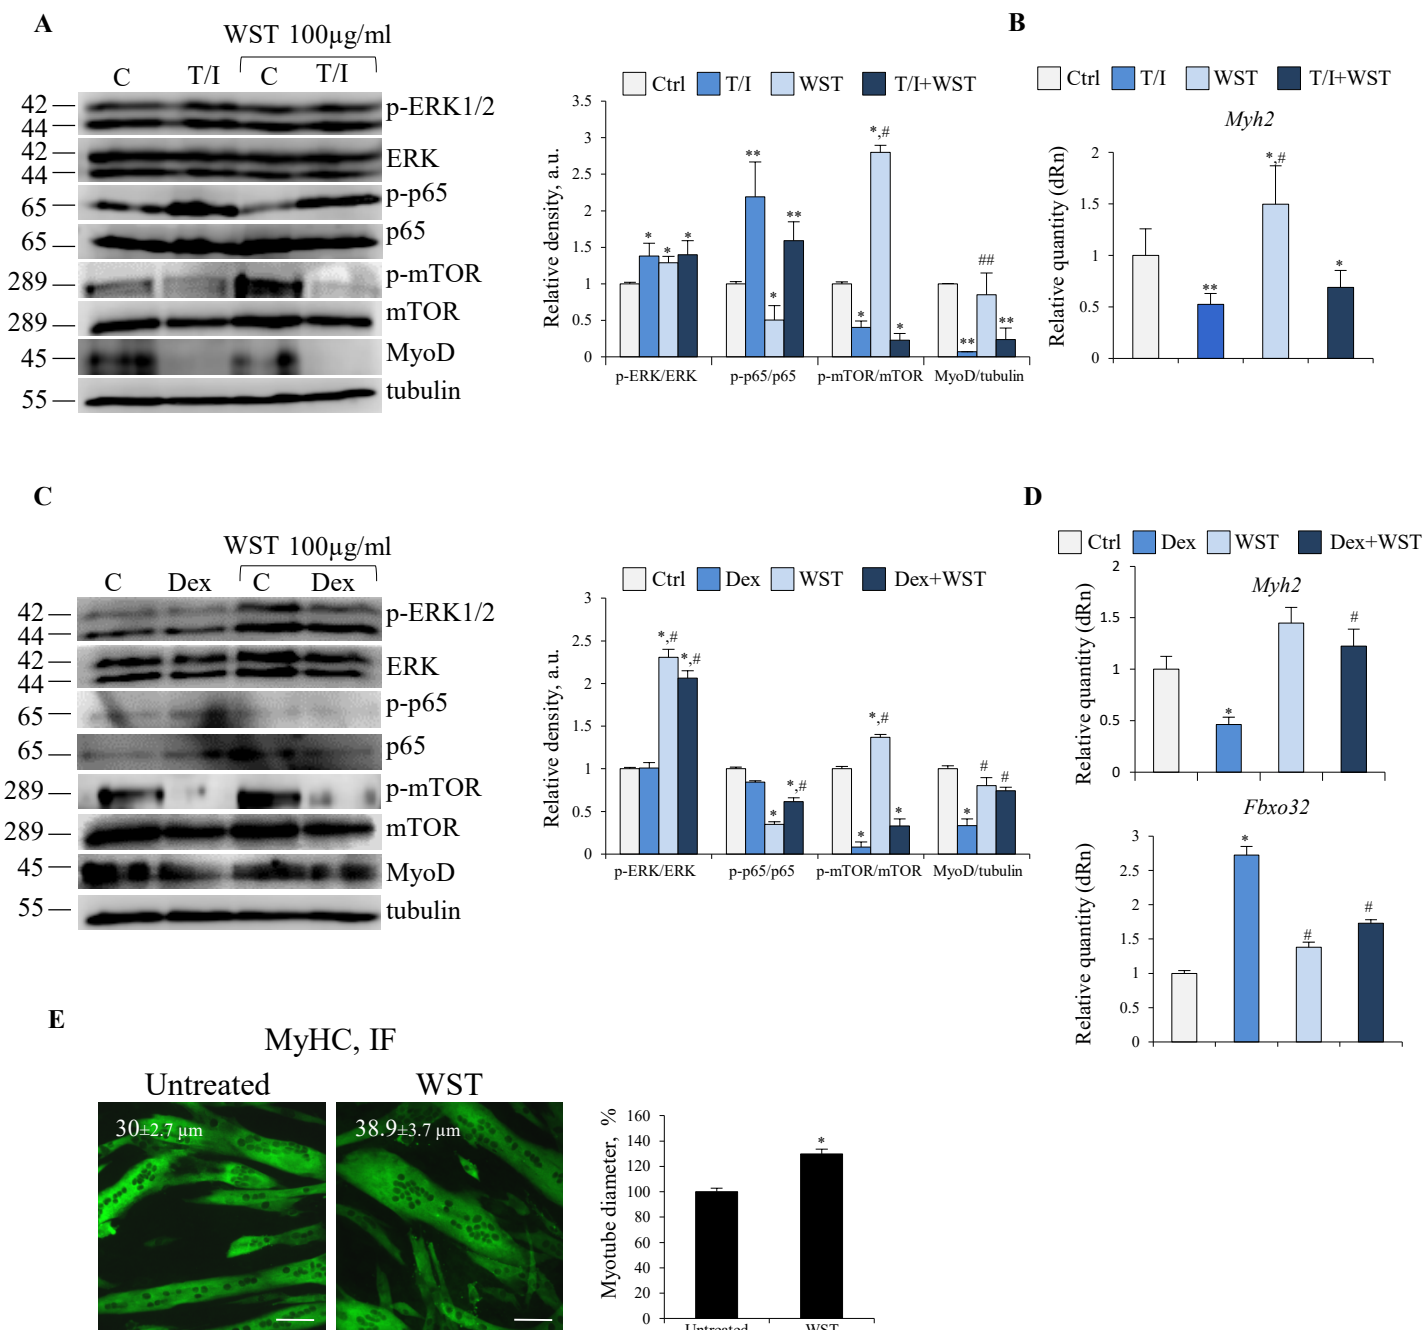 A
WST 100µg/ml
C T/I C T/I
42
44
p-ERK1/2
42
44
ERK
65
p-p65
65
p65
289
p-mTOR
289
mTOR
45
MyoD
55
tubulin
Ctrl T/I WST T/I+WST
Relative density, a.u.
3.5
3
2.5
2
1.5
1
0.5
0
* * *
** * **
* *,# *
** ## **
p-ERK/ERK p-p65/p65 p-mTOR/mTOR MyoD/tubulin
B
Ctrl T/I WST T/I+WST
Myh2
Relative quantity (dRn)
2
1.5
1
0.5
0
** *,# *
C
WST 100µg/ml
C Dex C Dex
42
44
p-ERK1/2
42
44
ERK
65
p-p65
65
p65
289
p-mTOR
289
mTOR
45
MyoD
55
tubulin
Ctrl Dex WST Dex+WST
Relative density, a.u.
3
2.5
2
1.5
1
0.5
0
*,# *,#
* *,#
* *,# *
* # #
p-ERK/ERK p-p65/p65 p-mTOR/mTOR MyoD/tubulin
D
Ctrl Dex WST Dex+WST
Myh2
Relative quantity (dRn)
2
1.5
1
0.5
0
* #
Fbxo32
Relative quantity (dRn)
3
2.5
2
1.5
1
0.5
0
* # #
E
MyHC, IF
Untreated WST
30±2.7 µm
38.9±3.7 µm
Myotube diameter, %
160
140
120
100
80
60
40
20
0
*
Untreated WST